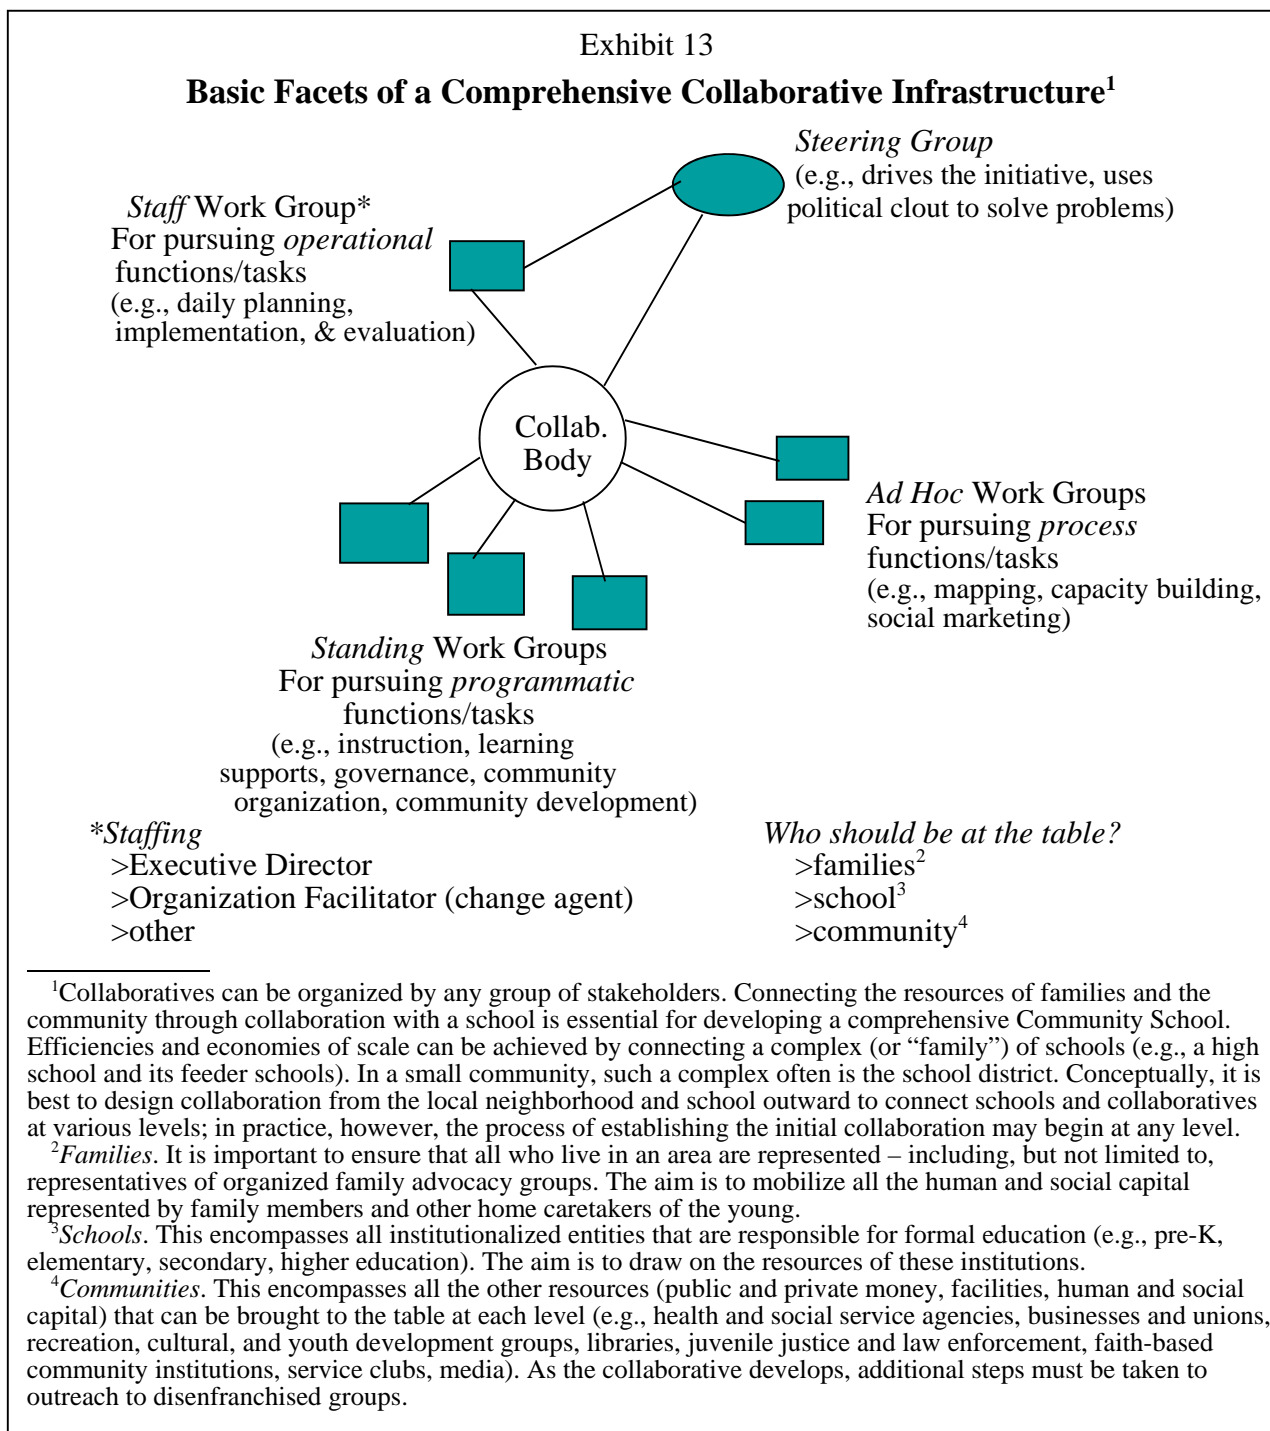 Exhibit 13
Basic Facets of a Comprehensive Collaborative Infrastructure¹
Steering Group
(e.g., drives the initiative, uses
political clout to solve problems)
Staff Work Group*
For pursuing operational
functions/tasks
(e.g., daily planning,
implementation, & evaluation)
Collab.
Body
Ad Hoc Work Groups
For pursuing process
functions/tasks
(e.g., mapping, capacity building,
social marketing)
Standing Work Groups
For pursuing programmatic
functions/tasks
(e.g., instruction, learning
supports, governance, community
organization, community development)
*Staffing
>Executive Director
>Organization Facilitator (change agent)
>other
Who should be at the table?
>families²
>school³
>community⁴
¹Collaboratives can be organized by any group of stakeholders. Connecting the resources of families and the
community through collaboration with a school is essential for developing a comprehensive Community School.
Efficiencies and economies of scale can be achieved by connecting a complex (or “family”) of schools (e.g., a high
school and its feeder schools). In a small community, such a complex often is the school district. Conceptually, it is
best to design collaboration from the local neighborhood and school outward to connect schools and collaboratives
at various levels; in practice, however, the process of establishing the initial collaboration may begin at any level.
²Families. It is important to ensure that all who live in an area are represented – including, but not limited to,
representatives of organized family advocacy groups. The aim is to mobilize all the human and social capital
represented by family members and other home caretakers of the young.
³Schools. This encompasses all institutionalized entities that are responsible for formal education (e.g., pre-K,
elementary, secondary, higher education). The aim is to draw on the resources of these institutions.
⁴Communities. This encompasses all the other resources (public and private money, facilities, human and social
capital) that can be brought to the table at each level (e.g., health and social service agencies, businesses and unions,
recreation, cultural, and youth development groups, libraries, juvenile justice and law enforcement, faith-based
community institutions, service clubs, media). As the collaborative develops, additional steps must be taken to
outreach to disenfranchised groups.